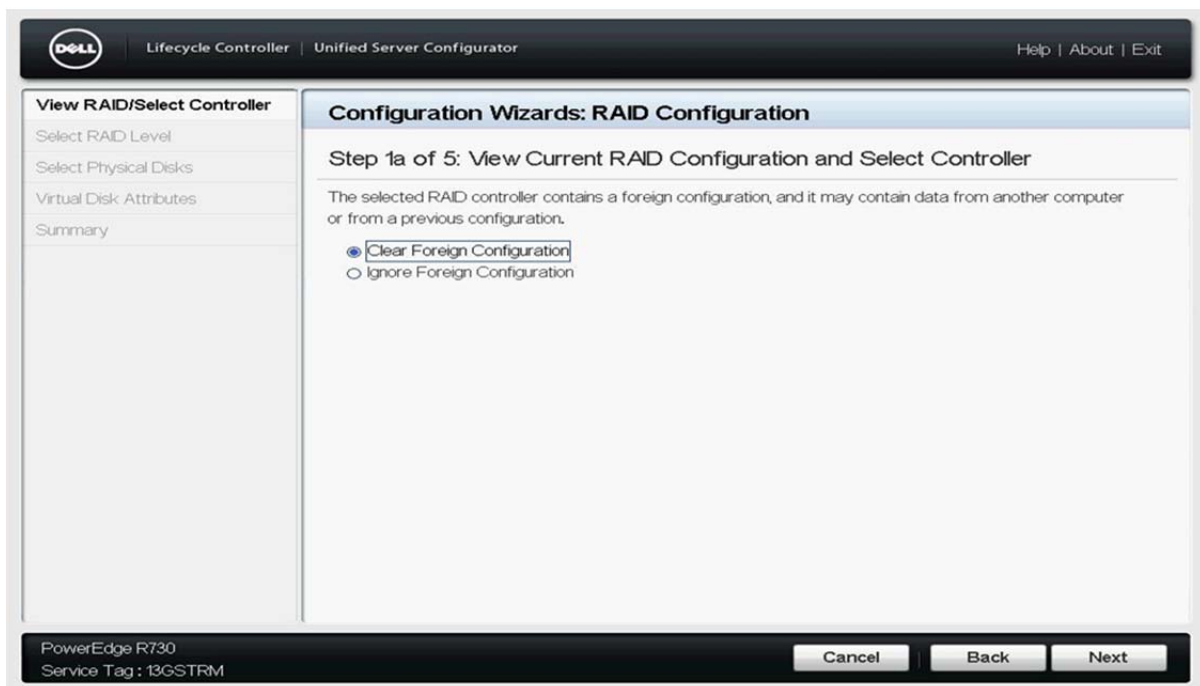 DELL
Lifecycle Controller | Unified Server Configurator
Help | About | Exit
View RAID/Select Controller
Select RAID Level
Select Physical Disks
Virtual Disk Attributes
Summary
Configuration Wizards: RAID Configuration
Step 1a of 5: View Current RAID Configuration and Select Controller
The selected RAID controller contains a foreign configuration, and it may contain data from another computer
or from a previous configuration.
Clear Foreign Configuration
Ignore Foreign Configuration
PowerEdge R730
Service Tag : 13GSTRM
Cancel
Back
Next